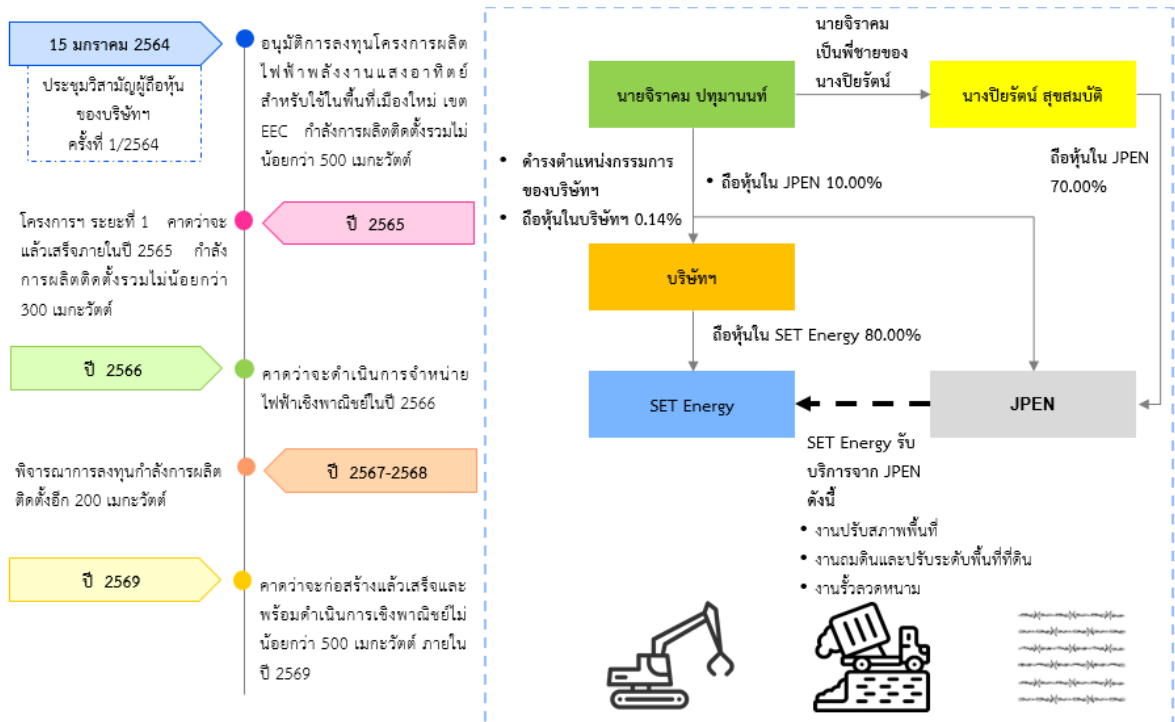 15 มกราคม 2564
ประชุมวิสามัญผู้ถือหุ้น
ของบริษัทฯ
ครั้งที่ 1/2564
อนุมัติการลงทุนโครงการผลิต
ไฟฟ้าพลังงานแสงอาทิตย์
สำหรับใช้ในพื้นที่เมืองใหม่ เขต
EEC กำลังการผลิตติดตั้งรวมไม่
น้อยกว่า 500 เมกะวัตต์
โครงการฯ ระยะที่ 1 คาดว่าจะ
แล้วเสร็จภายในปี 2565 กำลัง
การผลิตติดตั้งรวมไม่น้อยกว่า
300 เมกะวัตต์
ปี 2565
ปี 2566
คาดว่าจะดำเนินการจำหน่าย
ไฟฟ้าเชิงพาณิชย์ในปี 2566
พิจารณาการลงทุนกำลังการผลิต
ติดตั้งอีก 200 เมกะวัตต์
ปี 2567-2568
ปี 2569
คาดว่าจะก่อสร้างแล้วเสร็จและ
พร้อมดำเนินการเชิงพาณิชย์ไม่
น้อยกว่า 500 เมกะวัตต์ ภายใน
ปี 2569
นายจิราคม ปทุมานนท์
นายจิราคม
เป็นพี่ชายของ
นางปิยรัตน์
นางปิยรัตน์ สุขสมบัติ
• ดำรงตำแหน่งกรรมการ
ของบริษัทฯ
• ถือหุ้นในบริษัทฯ 0.14%
• ถือหุ้นใน JPEN 10.00%
ถือหุ้นใน JPEN
70.00%
บริษัทฯ
ถือหุ้นใน SET Energy 80.00%
SET Energy
JPEN
SET Energy รับ
บริการจาก JPEN
ดังนี้
• งานปรับสภาพพื้นที่
• งานถมดินและปรับระดับพื้นที่ที่ดิน
• งานรั้วลวดหนาม